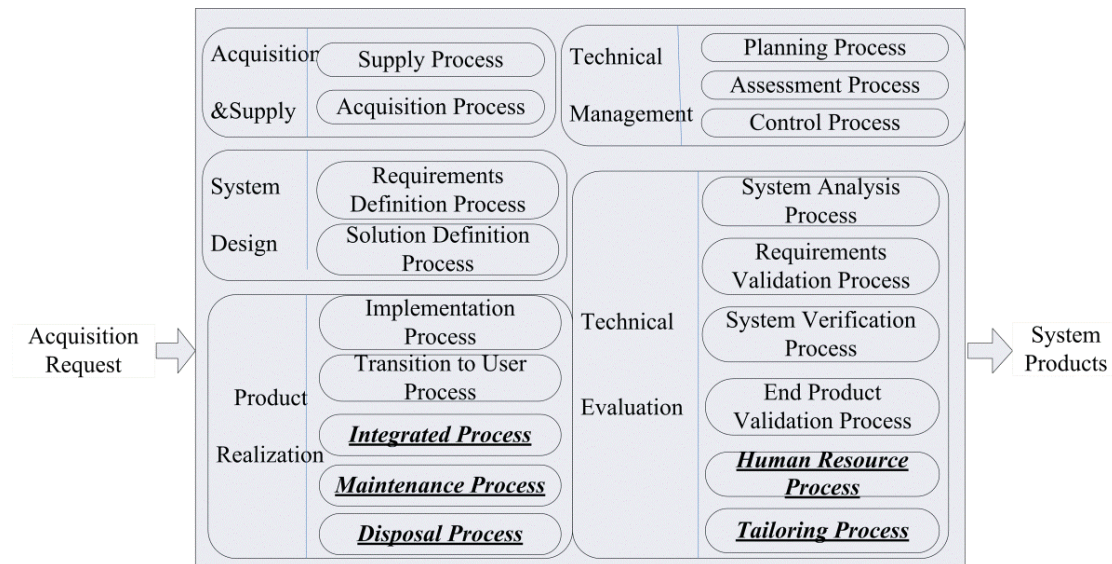 Acquisition
&Supply
Supply Process
Acquisition Process
Technical
Management
Planning Process
Assessment Process
Control Process
System
Design
Requirements
Definition Process
Solution Definition
Process
Product
Realization
Implementation
Process
Transition to User
Process
Integrated Process
Maintenance Process
Disposal Process
Technical
Evaluation
System Analysis
Process
Requirements
Validation Process
System Verification
Process
End Product
Validation Process
Human Resource
Process
Tailoring Process
Acquisition
Request
System
Products